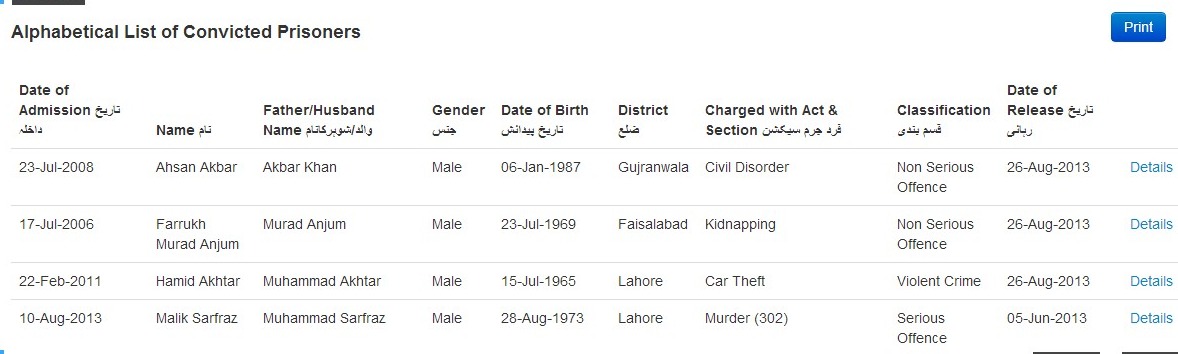 Alphabetical List of Convicted Prisoners
Print
Date of Admission تاریخ داخلہ Name نام Father/Husband Name والد/شوہرکانام Gender جنس Date of Birth تاریخ پیدائش District ضلع Charged with Act & Section فرد جرم سیکشن Classification قسم بندی Date of Release تاریخ رہائی
23-Jul-2008 Ahsan Akbar Akbar Khan Male 06-Jan-1987 Gujranwala Civil Disorder Non Serious Offence 26-Aug-2013 Details
17-Jul-2006 Farrukh Murad Anjum Murad Anjum Male 23-Jul-1969 Faisalabad Kidnapping Non Serious Offence 26-Aug-2013 Details
22-Feb-2011 Hamid Akhtar Muhammad Akhtar Male 15-Jul-1965 Lahore Car Theft Violent Crime 26-Aug-2013 Details
10-Aug-2013 Malik Sarfraz Muhammad Sarfraz Male 28-Aug-1973 Lahore Murder (302) Serious Offence 05-Jun-2013 Details